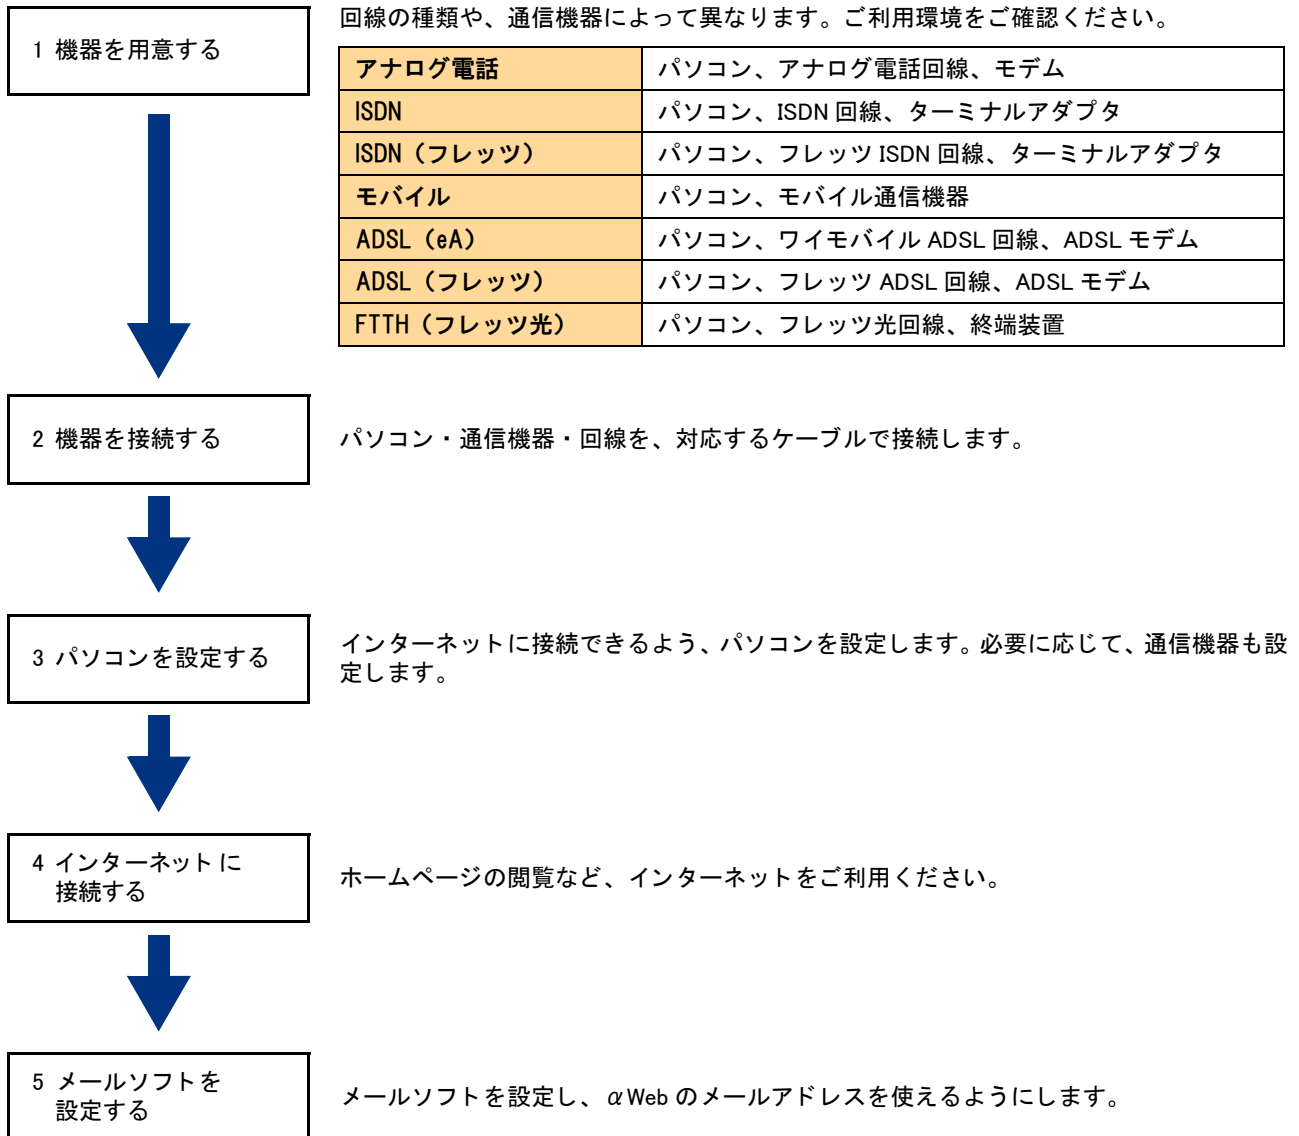 1 機器を用意する
回線の種類や、通信機器によって異なります。ご利用環境をご確認ください。
アナログ電話 パソコン、アナログ電話回線、モデム
ISDN パソコン、ISDN 回線、ターミナルアダプタ
ISDN（フレッツ） パソコン、フレッツ ISDN 回線、ターミナルアダプタ
モバイル パソコン、モバイル通信機器
ADSL（eA） パソコン、ワイモバイル ADSL 回線、ADSL モデム
ADSL（フレッツ） パソコン、フレッツ ADSL 回線、ADSL モデム
FTTH（フレッツ光） パソコン、フレッツ光回線、終端装置
2 機器を接続する
パソコン・通信機器・回線を、対応するケーブルで接続します。
3 パソコンを設定する
インターネットに接続できるよう、パソコンを設定します。必要に応じて、通信機器も設
定します。
4 インターネットに
接続する
ホームページの閲覧など、インターネットをご利用ください。
5 メールソフトを
設定する
メールソフトを設定し、αWeb のメールアドレスを使えるようにします。